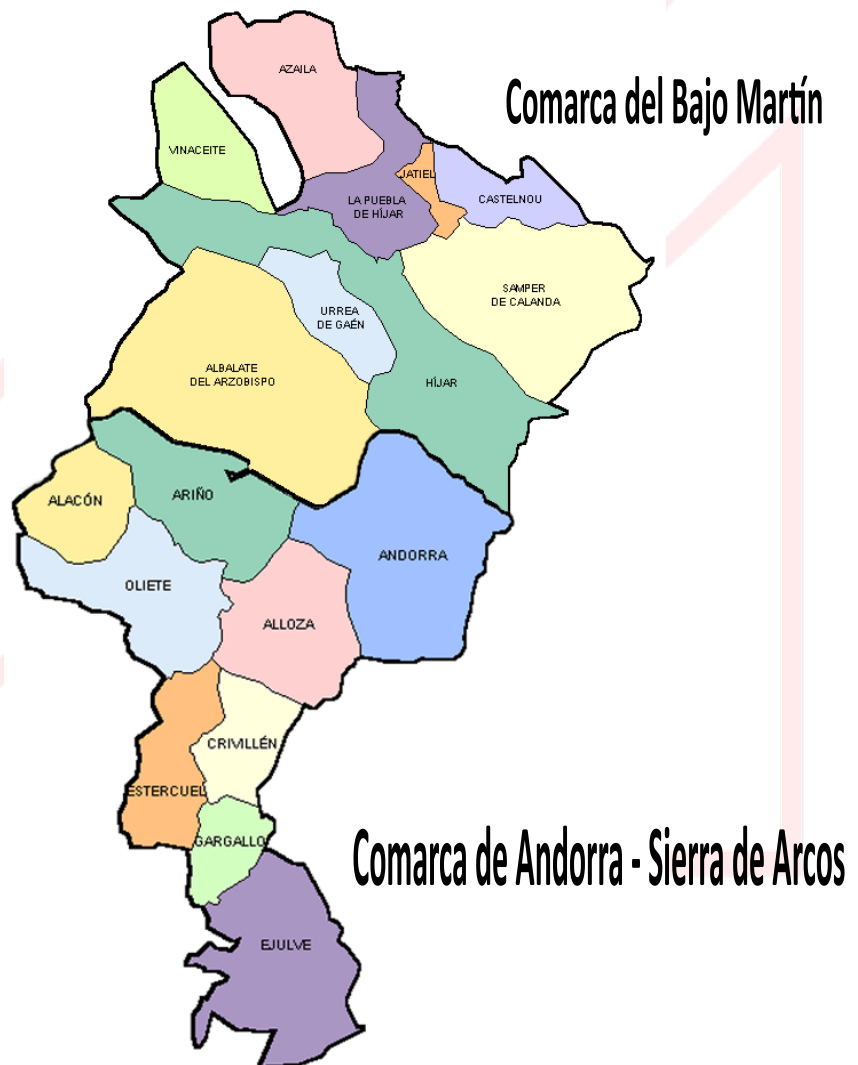 AZAILA
Comarca del Bajo Martín
VINACEITE
JATIEL
LA PUEBLA
DE HÍJAR
CASTELNOU
SAMPER
DE CALANDA
URREA
DE GAÉN
ALBALATE
DEL ARZOBISPO
HÍJAR
ALACÓN
ARIÑO
ANDORRA
OLIETE
ALLOZA
CRIVILLÉN
ESTERCUEL
GARGALLO
Comarca de Andorra - Sierra de Arcos
EJULVE